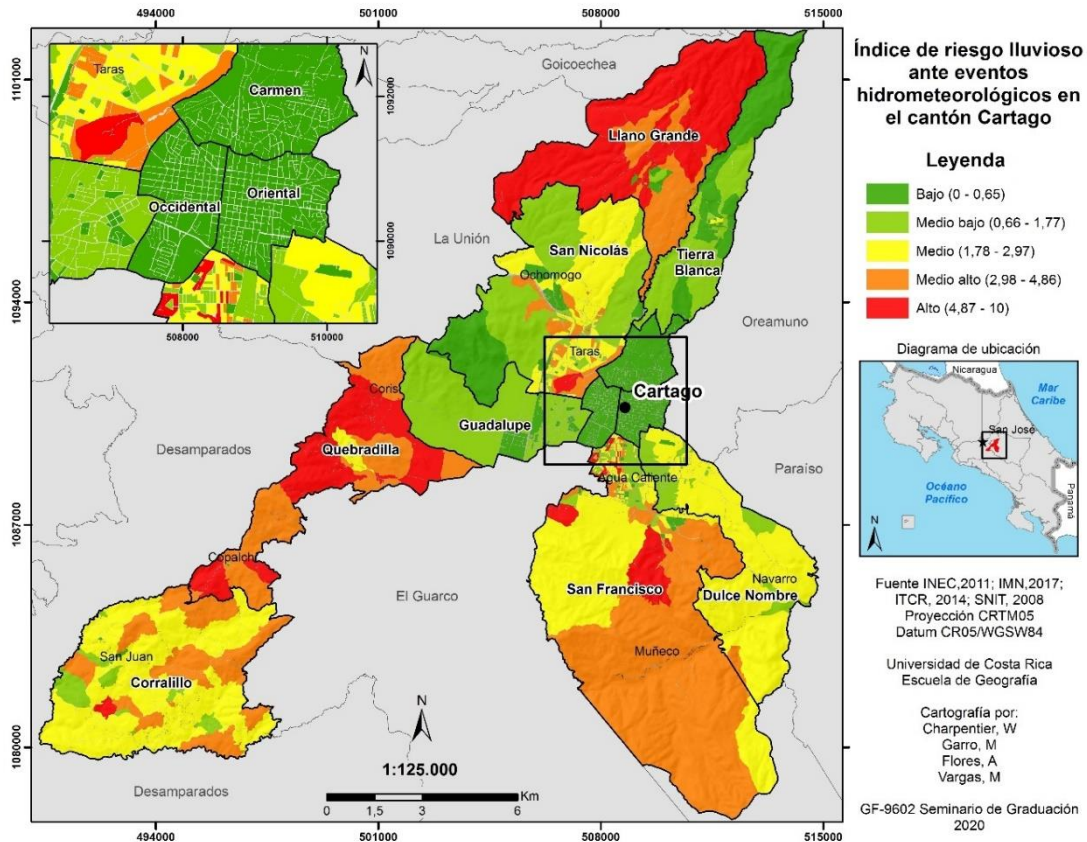 494000
501000
508000
515000
1101000
1094000
1087000
1080000
N
1092000
1090000
508000
510000
Taras
Carmen
Occidental
Oriental
Goicoechea
Llano Grande
La Unión
San Nicolás
Ochomogo
Tierra
Blanca
Oreamuno
Taras
Cartago
Coris
Guadalupe
Quebradilla
Desamparados
Agua Caliente
Paraíso
Copalchí
El Guarco
San Francisco
Navarro
Dulce Nombre
San Juan
Corralillo
Muñeco
N
1:125.000
Km
0 1,5 3 6
Desamparados
494000
501000
508000
515000
Índice de riesgo lluvioso
ante eventos
hidrometeorológicos en
el cantón Cartago
Leyenda
Bajo (0 - 0,65)
Medio bajo (0,66 - 1,77)
Medio (1,78 - 2,97)
Medio alto (2,98 - 4,86)
Alto (4,87 - 10)
Diagrama de ubicación
Nicaragua
Mar
Caribe
San José
Océano
Pacífico
Panamá
N
Fuente INEC,2011; IMN,2017;
ITCR, 2014; SNIT, 2008
Proyección CRTM05
Datum CR05/WGSW84
Universidad de Costa Rica
Escuela de Geografía
Cartografía por:
Charpentier, W
Garro, M
Flores, A
Vargas, M
GF-9602 Seminario de Graduación
2020